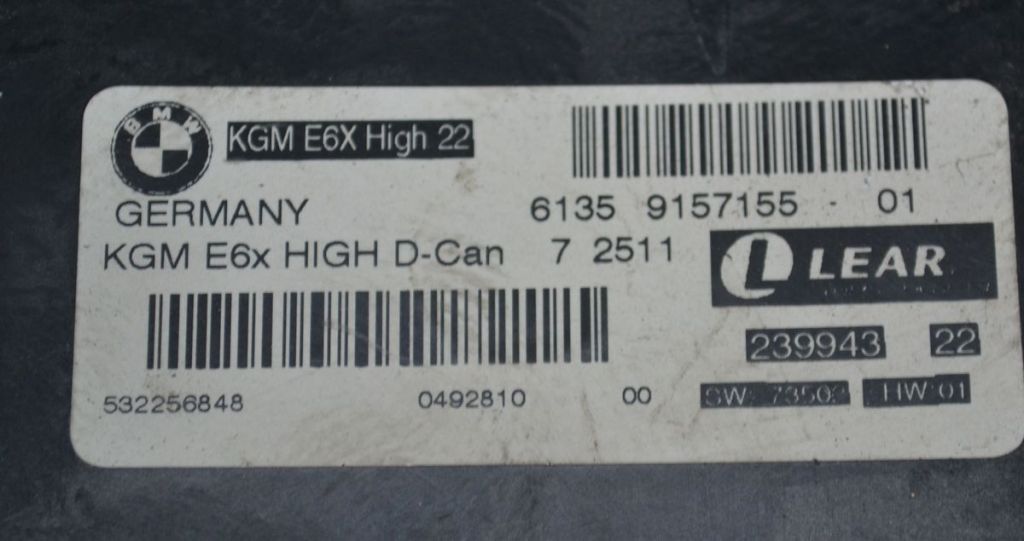 BMW
KGM E6X High 22
GERMANY
6135 9157155 - 01
KGM E6x HIGH D-Can 7 2511
LEAR
239943 22
532256848 0492810 00
SW: HW:01